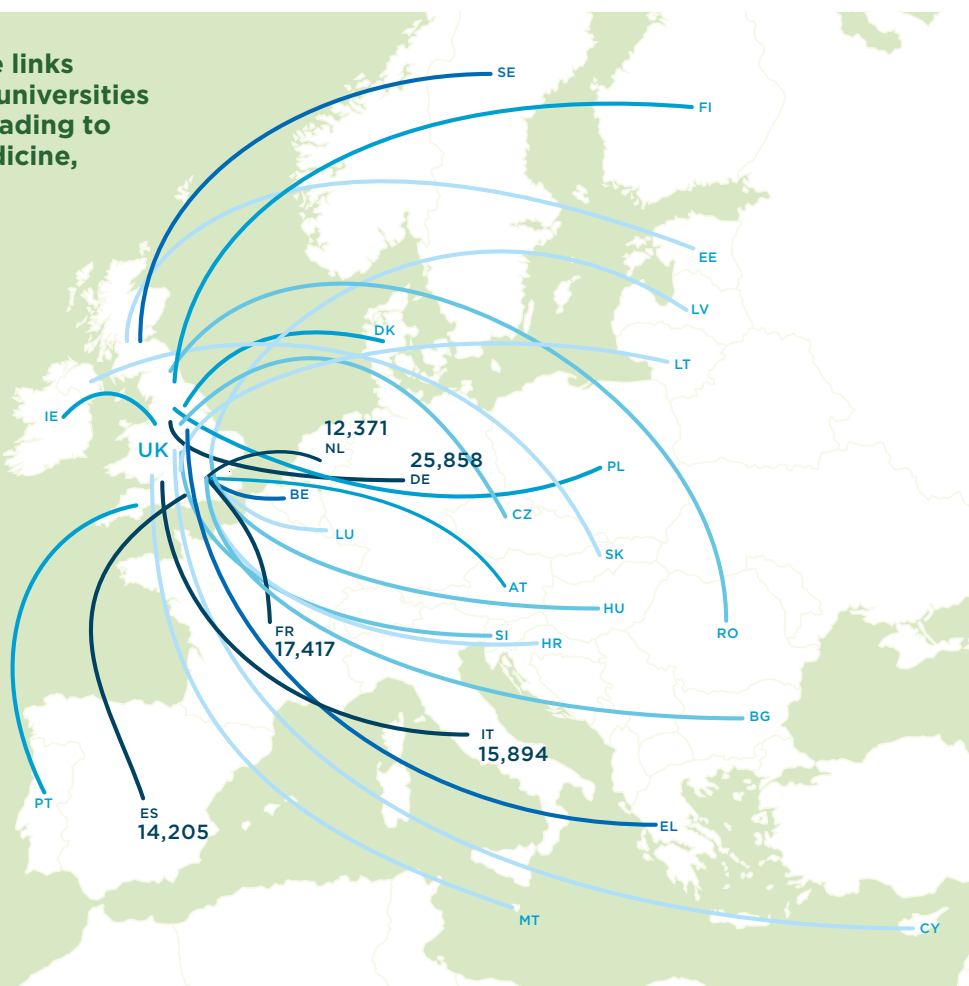 e links
universities
ading to
dicine,
SE
FI
EE
LV
DK
LT
IE
UK
12,371
NL
25,858
DE
PL
BE
CZ
LU
SK
AT
HU
FR
17,417
SI
HR
RO
BG
IT
15,894
PT
ES
14,205
EL
MT
CY